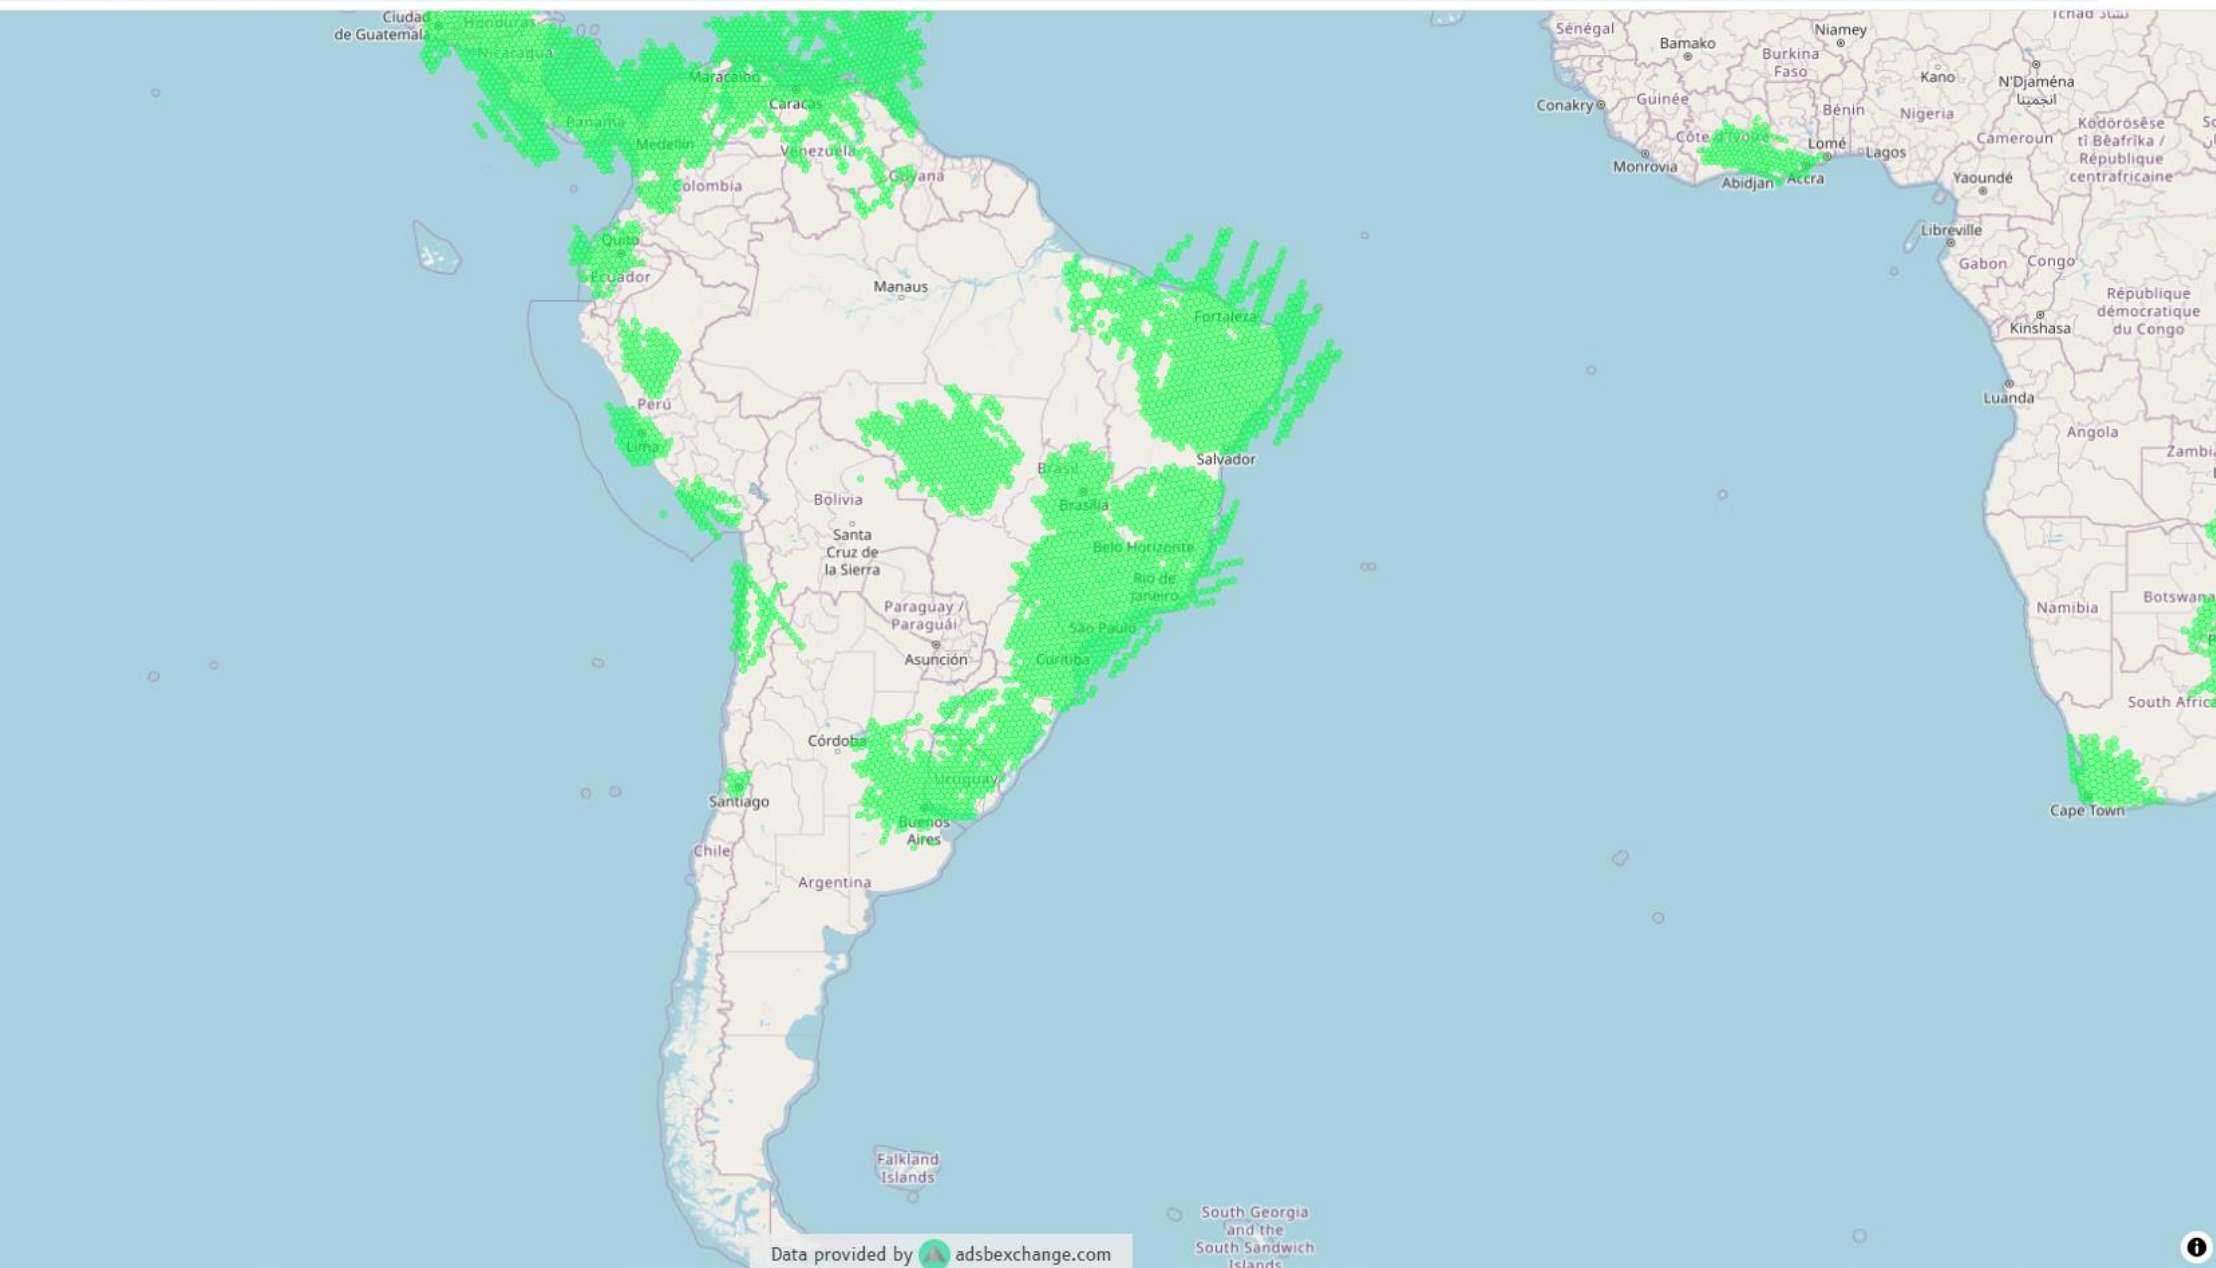 Ciudad
de Guatemala
Honduras
Nicaragua
Panamá
Maracaibo
Caracas
Medellín
Venezuela
Colombia
Guyana
Quito
Ecuador
Manaus
Fortaleza
Perú
Lima
Brasil
Salvador
Brasília
Bolivia
Santa
Cruz de
la Sierra
Belo Horizonte
Rio de
Janeiro
São Paulo
Paraguay /
Paraguái
Asunción
Curitiba
Córdoba
Uruguay
Santiago
Buenos
Aires
Chile
Argentina
Falkland
Islands
South Georgia
and the
South Sandwich
Islands
Sénégal
Bamako
Niamey
Burkina
Faso
Tchad تشاد
Kano
N'Djaména
انجمينا
Conakry
Guinée
Bénin
Nigeria
Côte d'Ivoire
Lomé
Lagos
Monrovia
Abidjan
Accra
Cameroun
Ködörösêse
tî Bêafrîka /
République
centrafricaine
Yaoundé
Libreville
Gabon
Congo
République
démocratique
du Congo
Kinshasa
Luanda
Angola
Zambia
Namibia
Botswana
South Africa
Cape Town
Data provided by adsbexchange.com